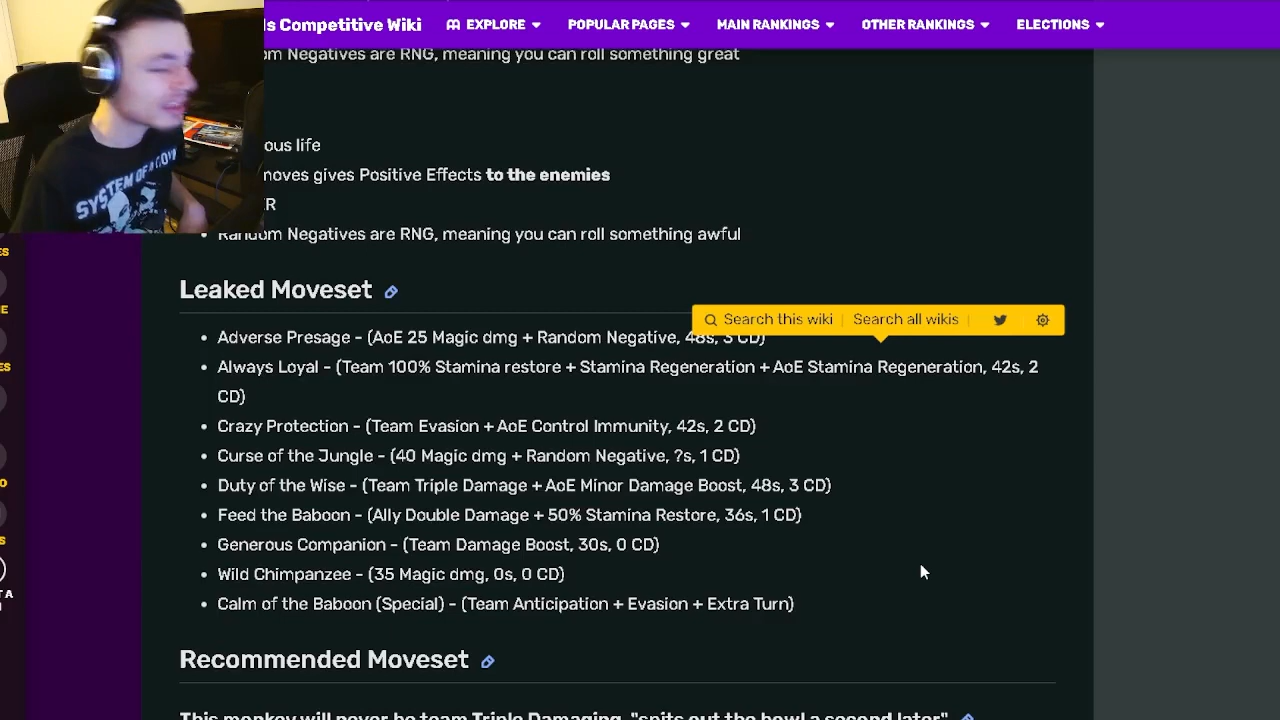 ls Competitive Wiki EXPLORE POPULAR PAGES MAIN RANKINGS OTHER RANKINGS ELECTIONS
om Negatives are RNG, meaning you can roll something great
ous life
moves gives Positive Effects to the enemies
ER
Random Negatives are RNG, meaning you can roll something awful
SYSTEM OF A DOWN
Leaked Moveset
Search this wiki | Search all wikis
Adverse Presage - (AoE 25 Magic dmg + Random Negative, 48s, 3 CD)
Always Loyal - (Team 100% Stamina restore + Stamina Regeneration + AoE Stamina Regeneration, 42s, 2
CD)
Crazy Protection - (Team Evasion + AoE Control Immunity, 42s, 2 CD)
Curse of the Jungle - (40 Magic dmg + Random Negative, ?s, 1 CD)
Duty of the Wise - (Team Triple Damage + AoE Minor Damage Boost, 48s, 3 CD)
Feed the Baboon - (Ally Double Damage + 50% Stamina Restore, 36s, 1 CD)
Generous Companion - (Team Damage Boost, 30s, 0 CD)
Wild Chimpanzee - (35 Magic dmg, 0s, 0 CD)
Calm of the Baboon (Special) - (Team Anticipation + Evasion + Extra Turn)
Recommended Moveset
This monkey will never be team Triple Damaging, "spits out the bowl a second later"